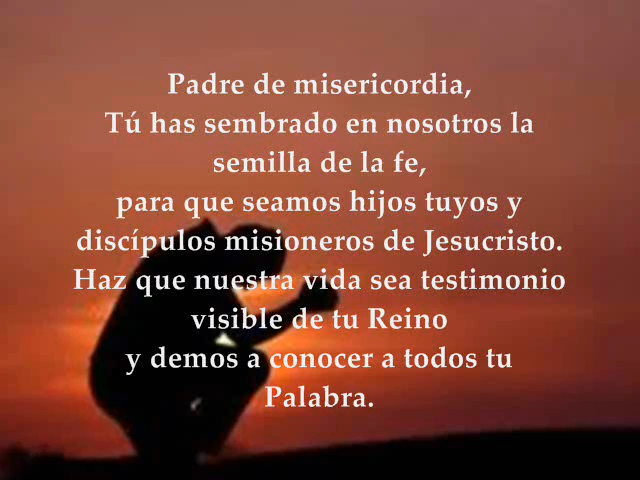 Padre de misericordia,
Tú has sembrado en nosotros la
semilla de la fe,
para que seamos hijos tuyos y
discípulos misioneros de Jesucristo.
Haz que nuestra vida sea testimonio
visible de tu Reino
y demos a conocer a todos tu
Palabra.